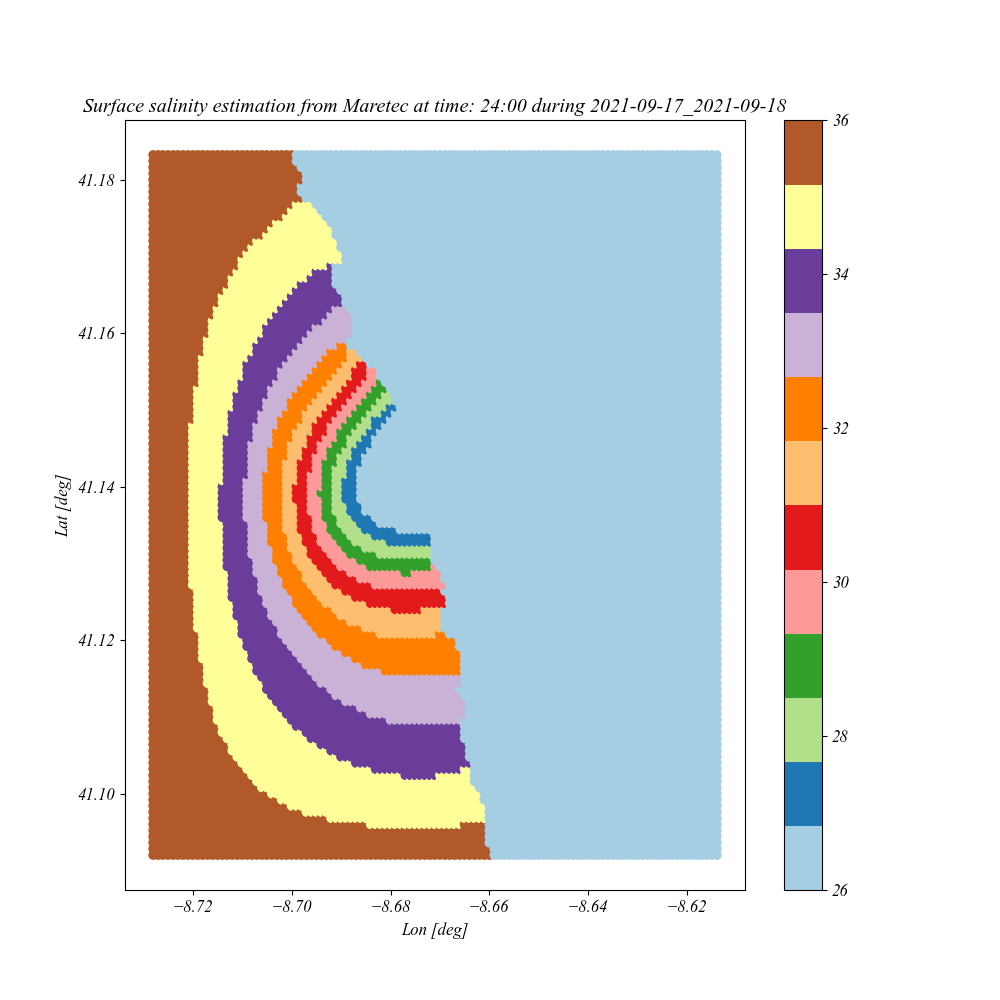 Surface salinity estimation from Maretec at time: 24:00 during 2021-09-17_2021-09-18
36
41.18
34
41.16
32
41.14
Lat [deg]
30
41.12
28
41.10
26
−8.72 −8.70 −8.68 −8.66 −8.64 −8.62
Lon [deg]